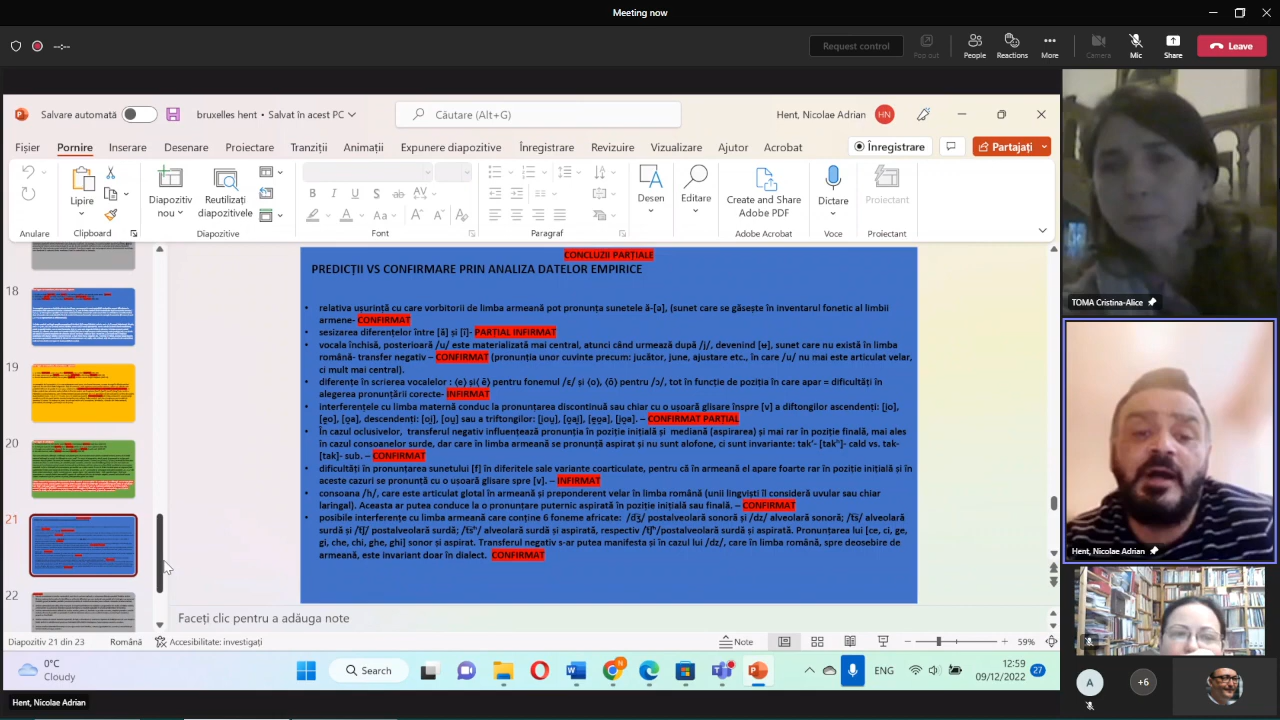 Meeting now
--:--
Request control
Pop out
People
Reactions
More
Camera
Mic
Share
Leave
Salvare automată
bruxelles hent • Salvat în acest PC
Căutare (Alt+G)
Hent, Nicolae Adrian
HN
Fișier
Pornire
Inserare
Desenare
Proiectare
Tranziții
Animații
Expunere diapozitive
Înregistrare
Revizuire
Vizualizare
Ajutor
Acrobat
Înregistrare
Partajați
Lipire
Diapozitiv nou
Reutilizați diapozitivele
Desen
Editare
Create and Share Adobe PDF
Dictare
Proiectant
Anulare
Clipboard
Diapozitive
Font
Paragraf
Adobe Acrobat
Voce
Proiectant
18
19
20
21
22
CONCLUZII PARȚIALE
PREDICȚII VS CONFIRMARE PRIN ANALIZA DATELOR EMPIRICE
• relativa ușurință cu care vorbitorii de limba armeană pot pronunța sunetele ă-[ə], (sunet care se găsește în inventarul fonetic al limbii
armene- CONFIRMAT
• sesizarea diferențelor între [ă] și [î]- PARȚIAL INFIRMAT
• vocala închisă, posterioară /u/ este materializată mai central, atunci când urmează după /j/, devenind [ʉ], sunet care nu există în limba
română- transfer negativ – CONFIRMAT (pronunția unor cuvinte precum: jucător, june, ajustare etc., în care /u/ nu mai este articulat velar,
ci mult mai central).
• diferențe în scrierea vocalelor : ⟨e⟩ și⟨ ē⟩ pentru fonemul /ɛ/ și ⟨o⟩, ⟨ō⟩ pentru /ɔ/, tot în funcție de poziția în care apar = dificultăți în
alegerea pronunțării corecte- INFIRMAT
• interferențele cu limba maternă conduc la pronunțarea discontinuă sau chiar cu o ușoară glisare înspre [v] a diftongilor ascendenți: [jo],
[e̯o], [o̯a], descendenți: [oj], [ou̯] sau a triftongilor: [jou̯], [o̯aj], [e̯o̯a], [jo̯a]. – CONFIRMAT PARȚIAL
• În cazul oclusivelor, transferul negativ influențează pronunția în poziția inițială și mediană (aspirarea) și mai rar în poziție finală, mai ales
în cazul consoanelor surde, dar care în limba armeană se pronunță aspirat și nu sunt alofone, ci sunt invariante: tak‘- [takʰ]- cald vs. tak-
[tak]- sub. – CONFIRMAT
• dificultăți în pronunțarea sunetului [f] în diferitele sale variante coarticulate, pentru că în armeană el apare foarte rar în poziție inițială și în
aceste cazuri se pronunță cu o ușoară glisare spre [v]. – INFIRMAT
• consoana /h/, care este articulat glotal în armeană și preponderent velar în limba română (unii lingviști îl consideră uvular sau chiar
laringal). Aceasta ar putea conduce la o pronunțare puternic aspirată în poziție inițială sau finală. – CONFIRMAT
• posibile interferențe cu limba armeană care conține 6 foneme africate: /d͡ʒ/ postalveolară sonoră și /dz/ alveolară sonoră; /t͡s/ alveolară
surdă și /t͡ʃ/ postalveolară surdă; /t͡sʰ/ alveolară surdă și aspirată, respectiv /t͡ʃʰ/postalveolară surdă și aspirată. Pronunțarea lui [ce, ci, ge,
gi, che, chi, ghe, ghi] sonor și aspirat. Transferul negativ s-ar putea manifesta și în cazul lui /dz/, care în limba română, spre deosebire de
armeană, este invariant doar în dialect. CONFIRMAT
Faceți clic pentru a adăuga note
Diapozitiv 21 din 23
Română
Accesibilitate: investigați
Note
59%
0°C
Cloudy
Search
ENG
12:59
09/12/2022
27
Hent, Nicolae Adrian
TOMA Cristina-Alice
Hent, Nicolae Adrian
A
+6